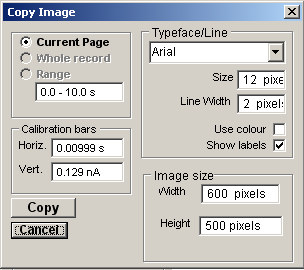 Copy Image
Current Page
Whole record
Range
0.0 - 10.0 s
Calibration bars
Horiz. 0.00999 s
Vert. 0.129 nA
Copy
Cancel
Typeface/Line
Arial
Size 12 pixe
Line Width 2 pixels
Use colour
Show labels
Image size
Width 600 pixels
Height 500 pixels